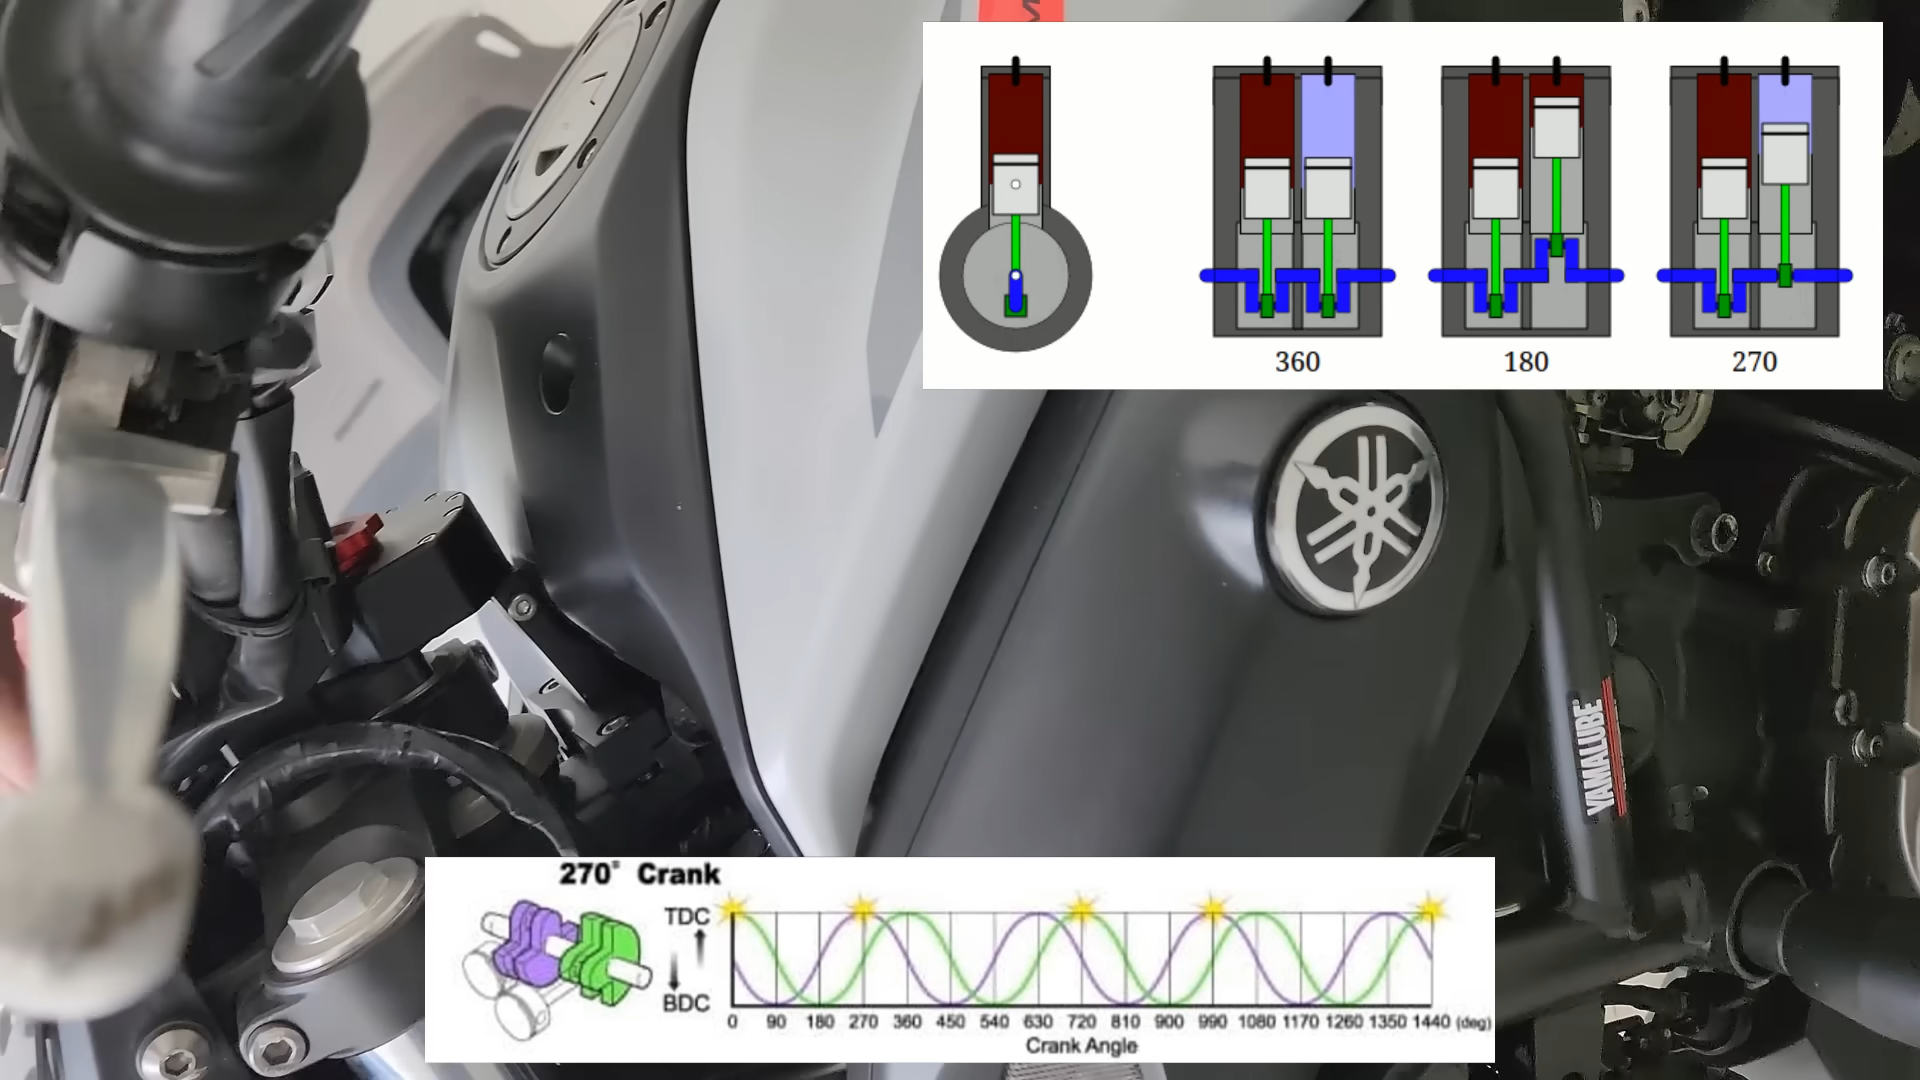 360 180 270
YAMALUBE
270° Crank
TDC
BDC
0 90 180 270 360 450 540 630 720 810 900 990 1080 1170 1260 1350 1440 (deg)
Crank Angle